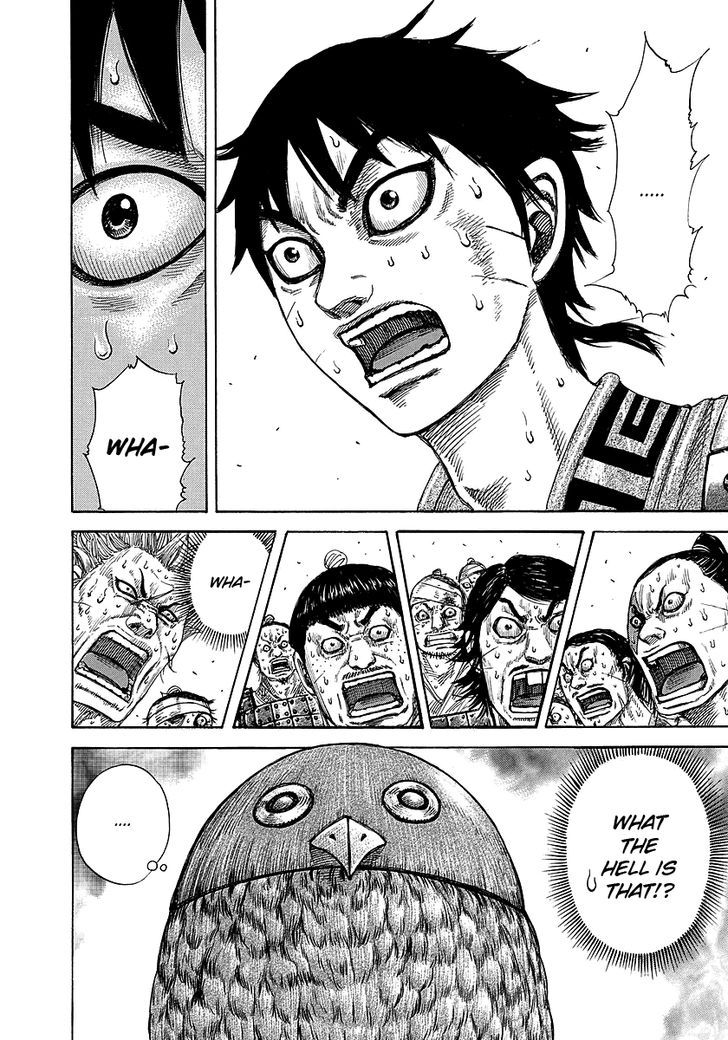 ......
WHA-
WHA-
WHAT
THE
HELL IS
THAT!?
....